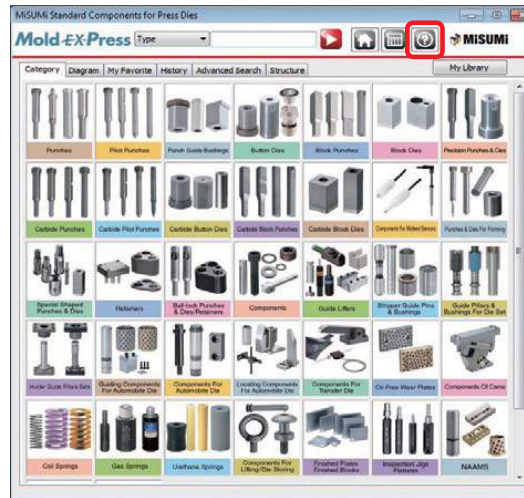 MiSUMi Standard Components for Press Dies
Mold EX-Press Type MiSUMi
Category Diagram My Favorite History Advanced Search Structure My Library
Punches Pilot Punches Punch Guide Bushings Button Dies Block Punches Block Dies Precision Punches & Dies
Carbide Punches Carbide Pilot Punches Carbide Button Dies Carbide Block Punches Carbide Block Dies Components For Misfeed Sensors Punches & Dies For Forming
Special Shaped Punches & Dies Retainers Ball-lock Punches & Dies/Retainers Components Guide Lifters Stripper Guide Pins & Bushings Guide Pillars & Bushings For Die Set
Holder Guide Pillars Sets Guiding Components For Automobile Die Components For Automobile Die Locating Components For Automobile Die Components For Transfer Die Oil-Free Wear Plates Components Of Cams
Coil Springs Gas Springs Urethane Springs Components For Lifting/Die Storing Finished Plates Finished Blocks Inspection Jigs Fixtures NAAMS